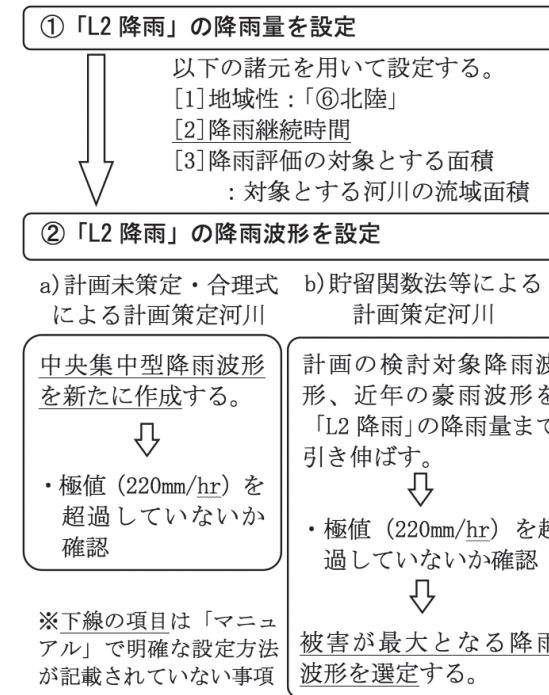 ①「L2 降雨」の降雨量を設定
以下の諸元を用いて設定する。
[1]地域性：「⑥北陸」
[2]降雨継続時間
[3]降雨評価の対象とする面積
：対象とする河川の流域面積
②「L2 降雨」の降雨波形を設定
a)計画未策定・合理式
による計画策定河川
中央集中型降雨波形
を新たに作成する。
・極値（220mm/hr）を
超過していないか
確認
※下線の項目は「マニュ
アル」で明確な設定方法
が記載されていない事項
b)貯留関数法等による
計画策定河川
計画の検討対象降雨波
形、近年の豪雨波形を
「L2 降雨」の降雨量まで
引き伸ばす。
・極値（220mm/hr）を超
過していないか確認
被害が最大となる降雨
波形を選定する。